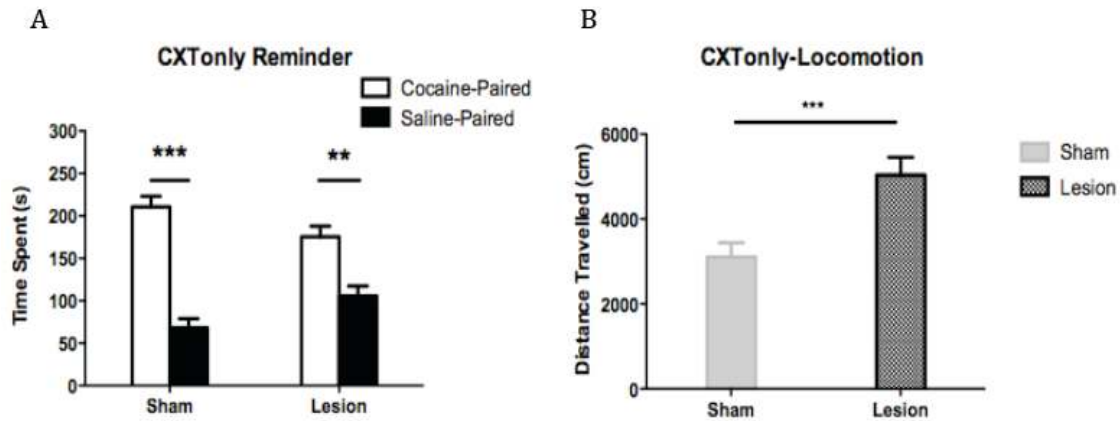 A
CXTonly Reminder
Cocaine-Paired
Saline-Paired
Time Spent (s)
300
250
200
150
100
50
0
***
**
Sham
Lesion
B
CXTonly-Locomotion
Sham
Lesion
Distance Travelled (cm)
6000
4000
2000
0
***
Sham
Lesion